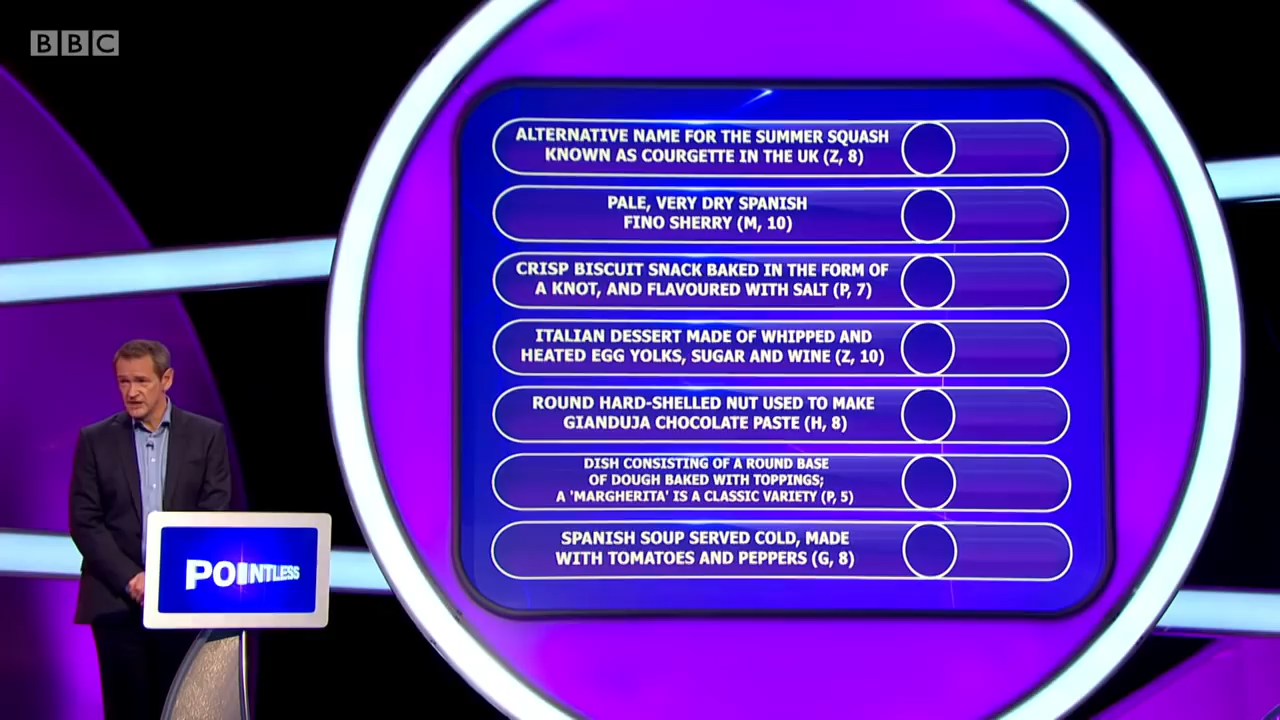 BBC
ALTERNATIVE NAME FOR THE SUMMER SQUASH
KNOWN AS COURGETTE IN THE UK (Z, 8)
PALE, VERY DRY SPANISH
FINO SHERRY (M, 10)
CRISP BISCUIT SNACK BAKED IN THE FORM OF
A KNOT, AND FLAVOURED WITH SALT (P, 7)
ITALIAN DESSERT MADE OF WHIPPED AND
HEATED EGG YOLKS, SUGAR AND WINE (Z, 10)
ROUND HARD-SHELLED NUT USED TO MAKE
GIANDUJA CHOCOLATE PASTE (H, 8)
DISH CONSISTING OF A ROUND BASE
OF DOUGH BAKED WITH TOPPINGS;
A 'MARGHERITA' IS A CLASSIC VARIETY (P, 5)
SPANISH SOUP SERVED COLD, MADE
WITH TOMATOES AND PEPPERS (G, 8)
POINTLESS